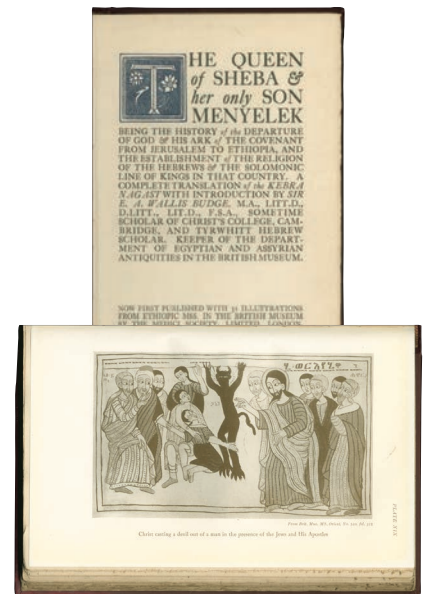 THE QUEEN
of SHEBA &
her only SON
MENYELEK
BEING THE HISTORY of the DEPARTURE
OF GOD & HIS ARK of THE COVENANT
FROM JERUSALEM TO ETHIOPIA, AND
THE ESTABLISHMENT of THE RELIGION
OF THE HEBREWS & THE SOLOMONIC
LINE OF KINGS IN THAT COUNTRY. A
COMPLETE TRANSLATION of the KEBRA
NAGAST WITH INTRODUCTION BY SIR
E. A. WALLIS BUDGE. M.A., LITT.D.,
D.LITT., LIT.D., F.S.A., SOMETIME
SCHOLAR OF CHRIST'S COLLEGE, CAM-
BRIDGE, AND TYRWHITT HEBREW
SCHOLAR. KEEPER OF THE DEPART-
MENT OF EGYPTIAN AND ASSYRIAN
ANTIQUITIES IN THE BRITISH MUSEUM.
NOW FIRST PUBLISHED WITH ILLUSTRATIONS
FROM ETHIOPIC MSS. IN THE BRITISH MUSEUM
BY THE MEDICI SOCIETY, LIMITED, LONDON.
From Brit. Mus. MS.
Christ casting a devil out of a man in the presence of the Jews and His Apostles
PLATE